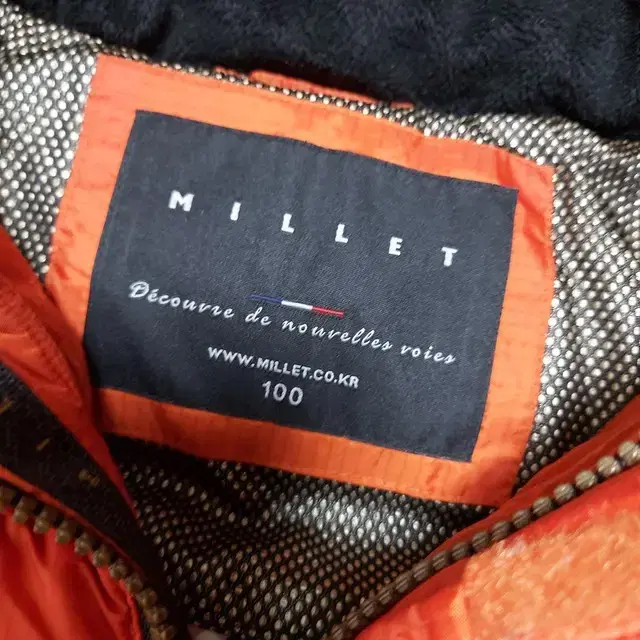 MILLET
Découvre de nouvelles voies
WWW.MILLET.CO.KR
100